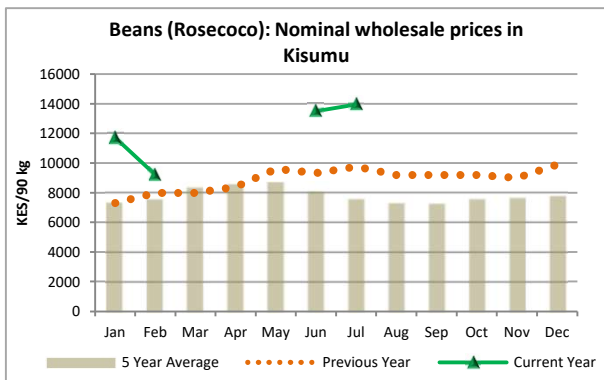 Beans (Rosecoco): Nominal wholesale prices in
Kisumu
KES/90 kg
16000
14000
12000
10000
8000
6000
4000
2000
0
Jan Feb Mar Apr May Jun Jul Aug Sep Oct Nov Dec
5 Year Average Previous Year Current Year